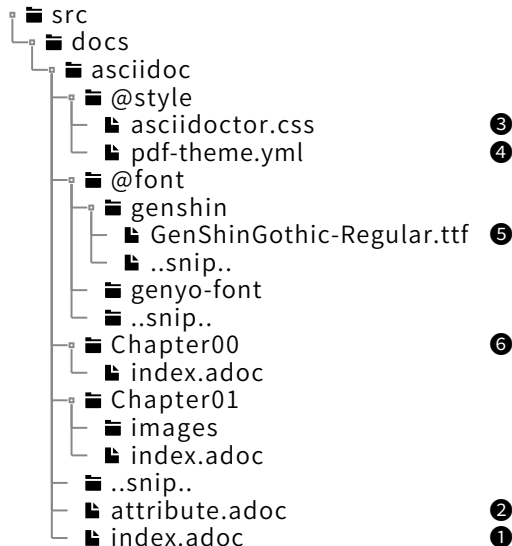 src
docs
asciidoc
@style
asciidoctor.css ❸
pdf-theme.yml ❹
@font
genshin
GenShinGothic-Regular.ttf ❺
..snip..
genyo-font
..snip..
Chapter00 ❻
index.adoc
Chapter01
images
index.adoc
..snip..
attribute.adoc ❷
index.adoc ❶